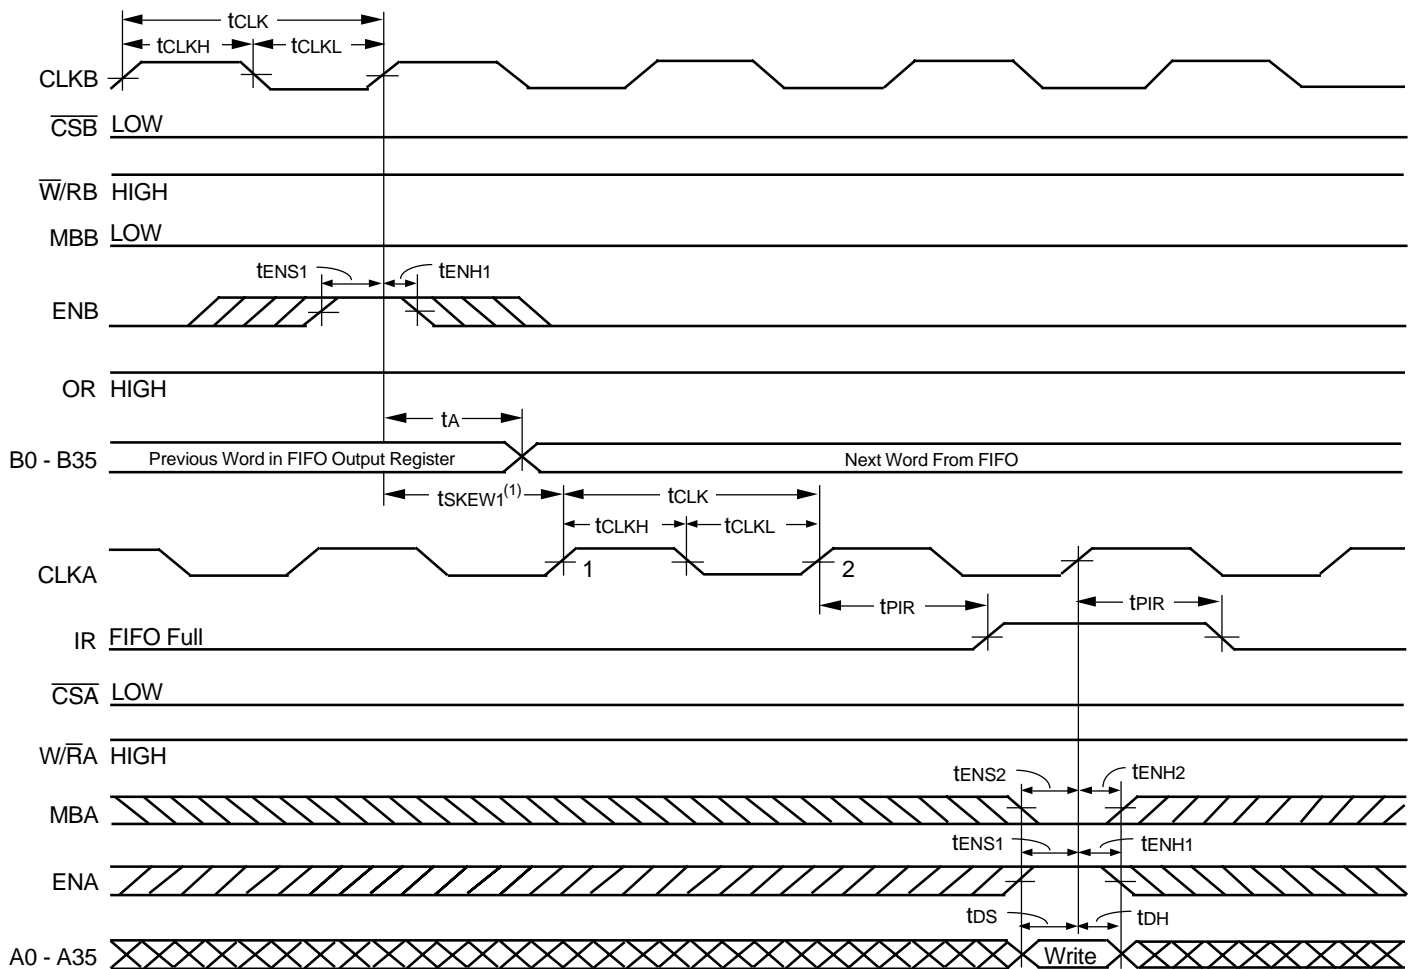 tCLK
tCLKH tCLKL
CLKB
CSB LOW
W/RB HIGH
MBB LOW
tENS1 tENH1
ENB
OR HIGH
tA
B0 - B35 Previous Word in FIFO Output Register Next Word From FIFO
tSKEW1(1) tCLK
tCLKH tCLKL
CLKA 1 2
tPIR tPIR
IR FIFO Full
CSA LOW
W/RA HIGH
tENS2 tENH2
MBA
tENS1 tENH1
ENA
tDS tDH
A0 - A35 Write